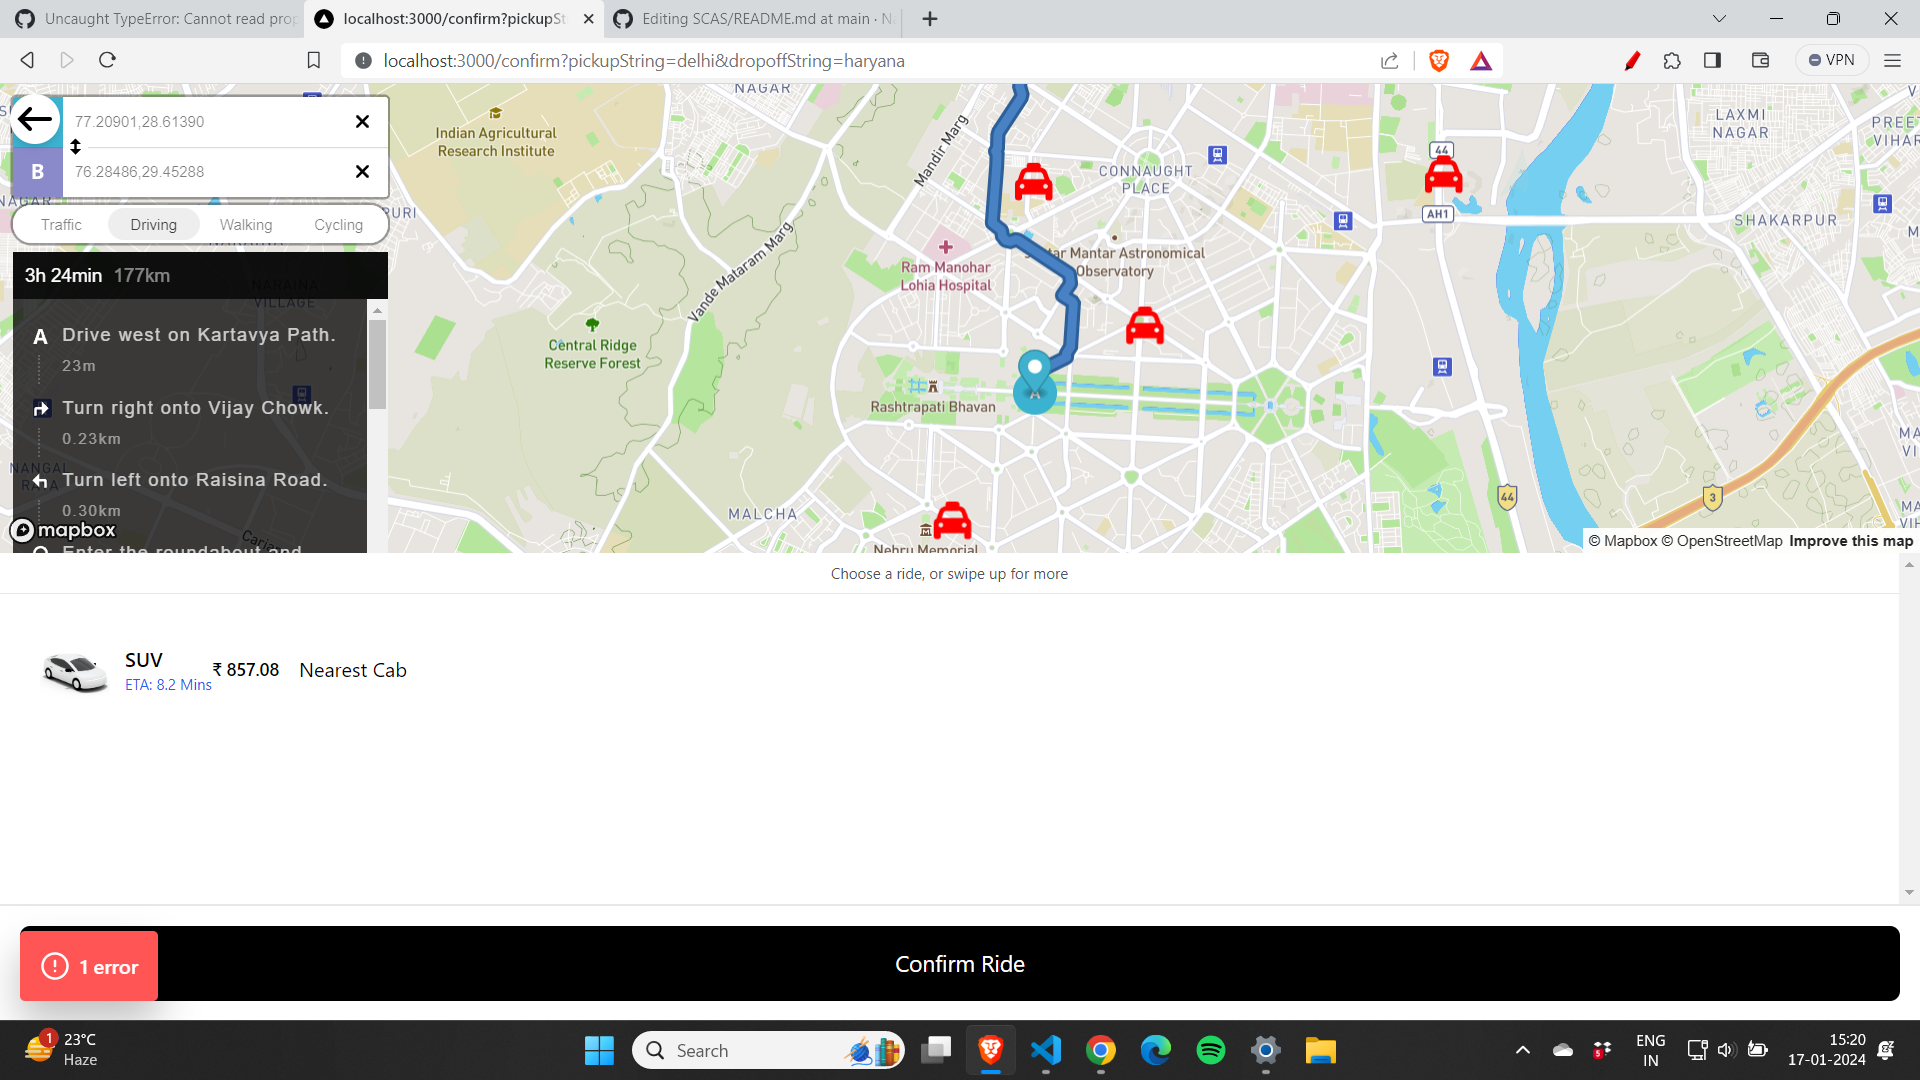 Uncaught TypeError: Cannot read prop
localhost:3000/confirm?pickupSt
Editing SCAS/README.md at main · N
localhost:3000/confirm?pickupString=delhi&dropoffString=haryana
VPN
77.20901,28.61390
B
76.28486,29.45288
Traffic
Driving
Walking
Cycling
3h 24min 177km
A
Drive west on Kartavya Path.
23m
Turn right onto Vijay Chowk.
0.23km
Turn left onto Raisina Road.
0.30km
Enter the roundabout and
mapbox
NAGAR
Indian Agricultural
Research Institute
Mandir Marg
CONNAUGHT
PLACE
44
AH1
LAXMI
NAGAR
PREET
VIHAR
SHAKARPUR
Vande Mataram Marg
Ram Manohar
Lohia Hospital
tar Mantar Astronomical
Observatory
Central Ridge
Reserve Forest
Rashtrapati Bhavan
NARAINA
VILLAGE
MALCHA
Nehru Memorial
44
3
© Mapbox © OpenStreetMap Improve this map
Choose a ride, or swipe up for more
SUV
ETA: 8.2 Mins
₹ 857.08
Nearest Cab
1 error
Confirm Ride
1
23°C
Haze
Search
5
ENG
IN
15:20
17-01-2024